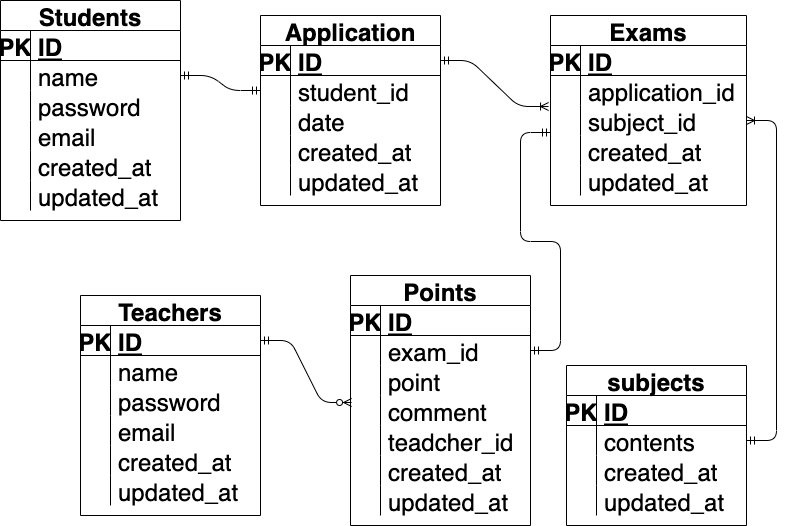 Students
PK ID
name
password
email
created_at
updated_at
Application
PK ID
student_id
date
created_at
updated_at
Exams
PK ID
application_id
subject_id
created_at
updated_at
Teachers
PK ID
name
password
email
created_at
updated_at
Points
PK ID
exam_id
point
comment
teadcher_id
created_at
updated_at
subjects
PK ID
contents
created_at
updated_at